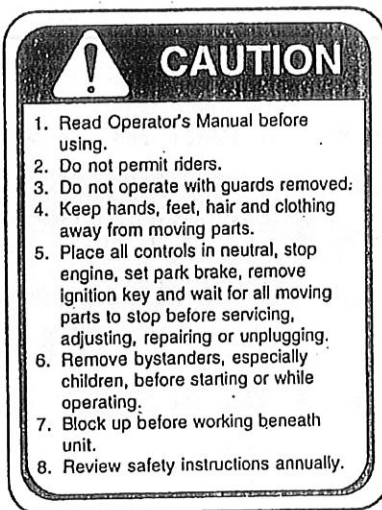 CAUTION
1. Read Operator's Manual before
using.
2. Do not permit riders.
3. Do not operate with guards removed.
4. Keep hands, feet, hair and clothing
away from moving parts.
5. Place all controls in neutral, stop
engine, set park brake, remove
ignition key and wait for all moving
parts to stop before servicing,
adjusting, repairing or unplugging.
6. Remove bystanders, especially
children, before starting or while
operating.
7. Block up before working beneath
unit.
8. Review safety instructions annually.